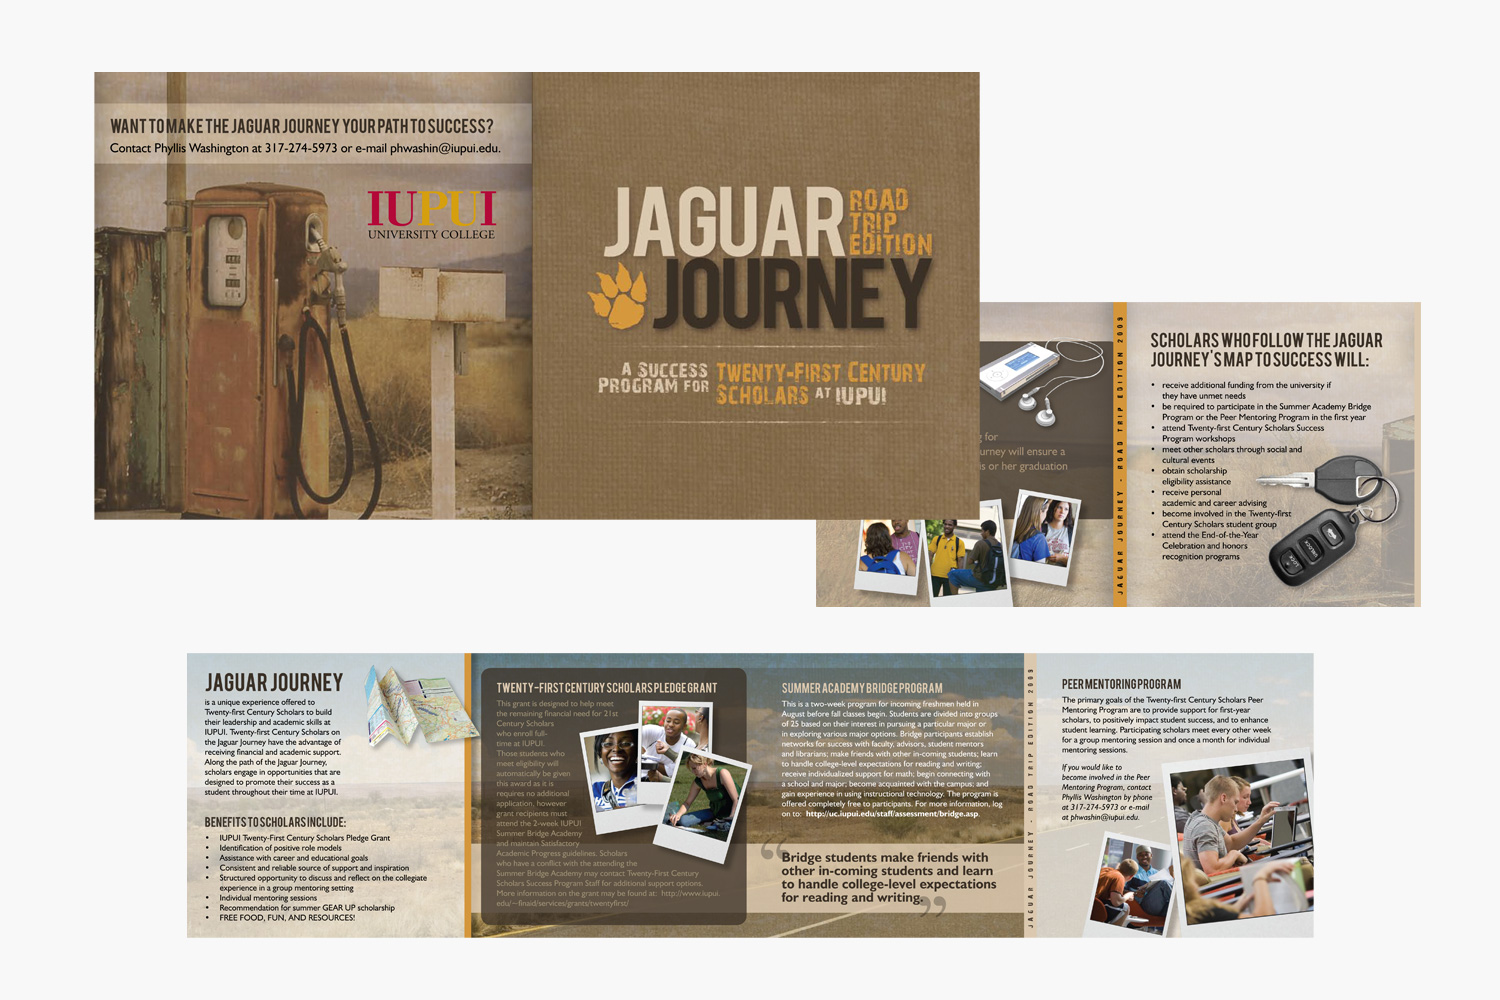 WANT TO MAKE THE JAGUAR JOURNEY YOUR PATH TO SUCCESS?
Contact Phyllis Washington at 317-274-5973 or e-mail phwashin@iupui.edu.
IUPUI
UNIVERSITY COLLEGE
JAGUAR
ROAD
TRIP
EDITION
JOURNEY
A SUCCESS
PROGRAM FOR
TWENTY-FIRST CENTURY
SCHOLARS AT IUPUI
g for
urney will ensure a
is or her graduation
JAGUAR JOURNEY - ROAD TRIP EDITION 2009
SCHOLARS WHO FOLLOW THE JAGUAR
JOURNEY'S MAP TO SUCCESS WILL:
• receive additional funding from the university if
they have unmet needs
• be required to participate in the Summer Academy Bridge
Program or the Peer Mentoring Program in the first year
• attend Twenty-first Century Scholars Success
Program workshops
• meet other scholars through social and
cultural events
• obtain scholarship
eligibility assistance
• receive personal
academic and career advising
• become involved in the Twenty-first
Century Scholars student group
• attend the End-of-the-Year
Celebration and honors
recognition programs
LOCK
JAGUAR JOURNEY
is a unique experience offered to
Twenty-first Century Scholars to build
their leadership and academic skills at
IUPUI. Twenty-first Century Scholars on
the Jaguar Journey have the advantage of
receiving financial and academic support.
Along the path of the Jaguar Journey,
scholars engage in opportunities that are
designed to promote their success as a
student throughout their time at IUPUI.
BENEFITS TO SCHOLARS INCLUDE:
• IUPUI Twenty-First Century Scholars Pledge Grant
• Identification of positive role models
• Assistance with career and educational goals
• Consistent and reliable source of support and inspiration
• Structured opportunity to discuss and reflect on the collegiate
experience in a group mentoring setting
• Individual mentoring sessions
• Recommendation for summer GEAR UP scholarship
• FREE FOOD, FUN, AND RESOURCES!
TWENTY-FIRST CENTURY SCHOLARS PLEDGE GRANT
This grant is designed to help meet
the remaining financial need for 21st
Century Scholars
who enroll full-
time at IUPUI.
Those students who
meet eligibility will
automatically be given
this award as it is
requires no additional
application, however
grant recipients must
attend the 2-week IUPUI
Summer Bridge Academy
and maintain Satisfactory
Academic Progress guidelines. Scholars
who have a conflict with the attending the
Summer Bridge Academy may contact Twenty-First Century
Scholars Success Program Staff for additional support options.
More information on the grant may be found at: http://www.iupui.
edu/~finaid/services/grants/twentyfirst/
SUMMER ACADEMY BRIDGE PROGRAM
This is a two-week program for incoming freshmen held in
August before fall classes begin. Students are divided into groups
of 25 based on their interest in pursuing a particular major or
in exploring various major options. Bridge participants establish
networks for success with faculty, advisors, student mentors
and librarians; make friends with other in-coming students; learn
to handle college-level expectations for reading and writing;
receive individualized support for math; begin connecting with
a school and major; become acquainted with the campus; and
gain experience in using instructional technology. The program is
offered completely free to participants. For more information, log
on to: http://uc.iupui.edu/staff/assessment/bridge.asp.
“Bridge students make friends with
other in-coming students and learn
to handle college-level expectations
for reading and writing.”
JAGUAR JOURNEY - ROAD TRIP EDITION 2009
PEER MENTORING PROGRAM
The primary goals of the Twenty-first Century Scholars Peer
Mentoring Program are to provide support for first-year
scholars, to positively impact student success, and to enhance
student learning. Participating scholars meet every other week
for a group mentoring session and once a month for individual
mentoring sessions.
If you would like to
become involved in the Peer
Mentoring Program, contact
Phyllis Washington by phone
at 317-274-5973 or e-mail
at phwashin@iupui.edu.